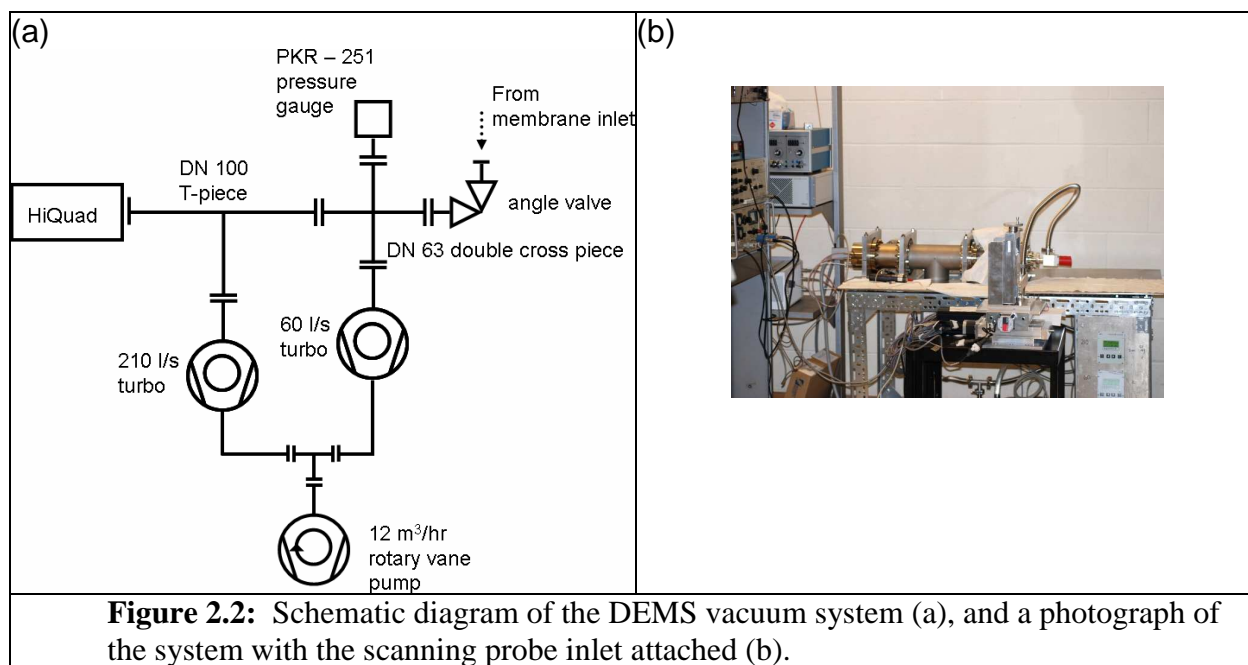 (a)
PKR – 251
pressure
gauge
From
membrane inlet
DN 100
T-piece
HiQuad
angle valve
DN 63 double cross piece
60 l/s
turbo
210 l/s
turbo
12 m³/hr
rotary vane
pump
(b)
Figure 2.2: Schematic diagram of the DEMS vacuum system (a), and a photograph of
the system with the scanning probe inlet attached (b).